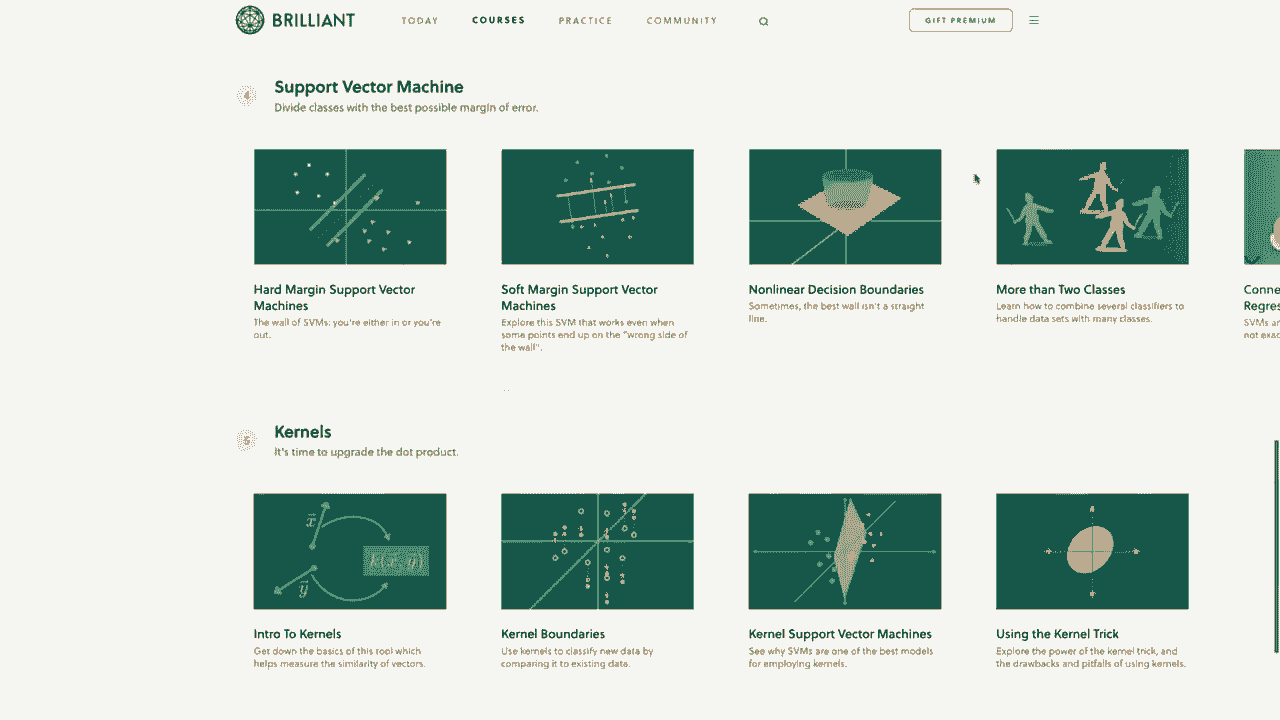 BRILLIANT
TODAY
COURSES
PRACTICE
COMMUNITY
GIFT PREMIUM
4
Support Vector Machine
Divide classes with the best possible margin of error.
Hard Margin Support Vector
Machines
The wall of SVMs: you're either in or you're
out.
Soft Margin Support Vector
Machines
Explore this SVM that works even when
some points end up on the "wrong side of
the wall".
Nonlinear Decision Boundaries
Sometimes, the best wall isn't a straight
line.
More than Two Classes
Learn how to combine several classifiers to
handle data sets with many classes.
Conne
Regres
SVMs ar
not exac
5
Kernels
It's time to upgrade the dot product.
x⃗
y⃗
K(x⃗, y⃗)
Intro To Kernels
Get down the basics of this tool which
helps measure the similarity of vectors.
Kernel Boundaries
Use kernels to classify new data by
comparing it to existing data.
Kernel Support Vector Machines
See why SVMs are one of the best models
for employing kernels.
Using the Kernel Trick
Explore the power of the kernel trick, and
the drawbacks and pitfalls of using kernels.